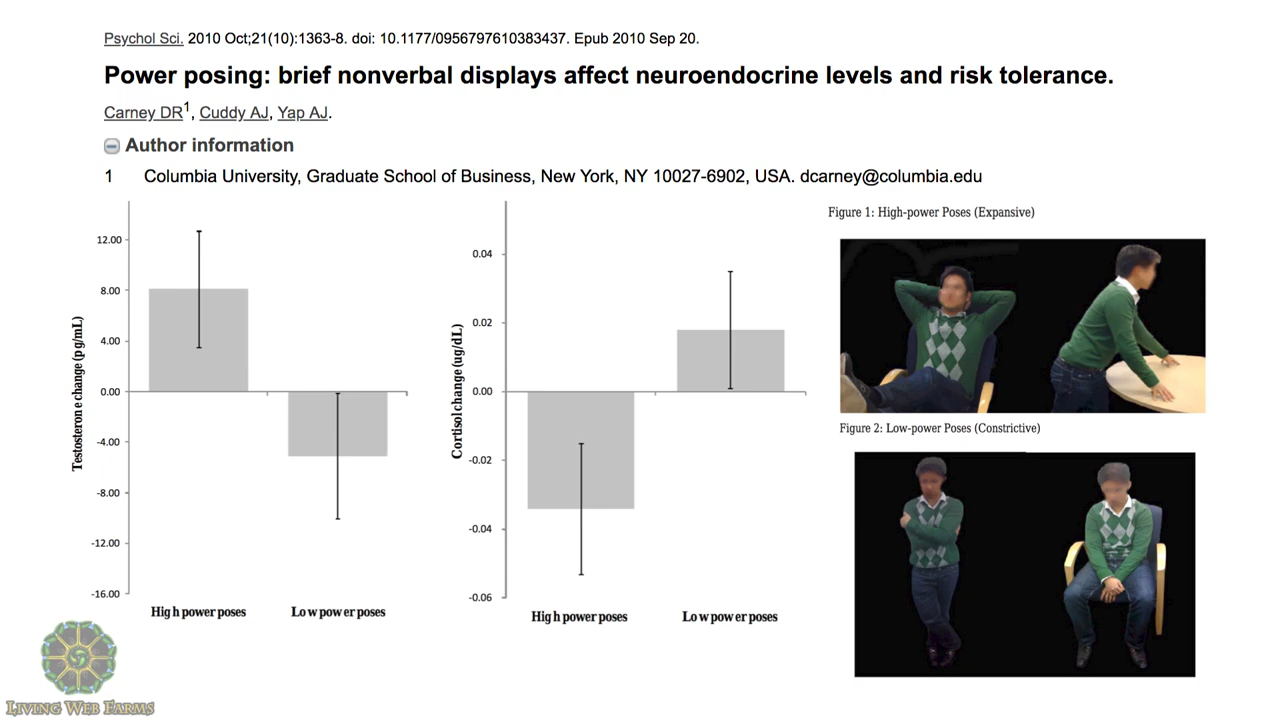 Psychol Sci. 2010 Oct;21(10):1363-8. doi: 10.1177/0956797610383437. Epub 2010 Sep 20.
Power posing: brief nonverbal displays affect neuroendocrine levels and risk tolerance.
Carney DR1, Cuddy AJ, Yap AJ.
Author information
1 Columbia University, Graduate School of Business, New York, NY 10027-6902, USA. dcarney@columbia.edu
Testosterone change (pg/mL)
12.00
8.00
4.00
0.00
-4.00
-8.00
-12.00
-16.00
High power poses
Low power poses
Cortisol change (ug/dL)
0.04
0.02
0.00
-0.02
-0.04
-0.06
High power poses
Low power poses
Figure 1: High-power Poses (Expansive)
Figure 2: Low-power Poses (Constrictive)
Living Web Farms